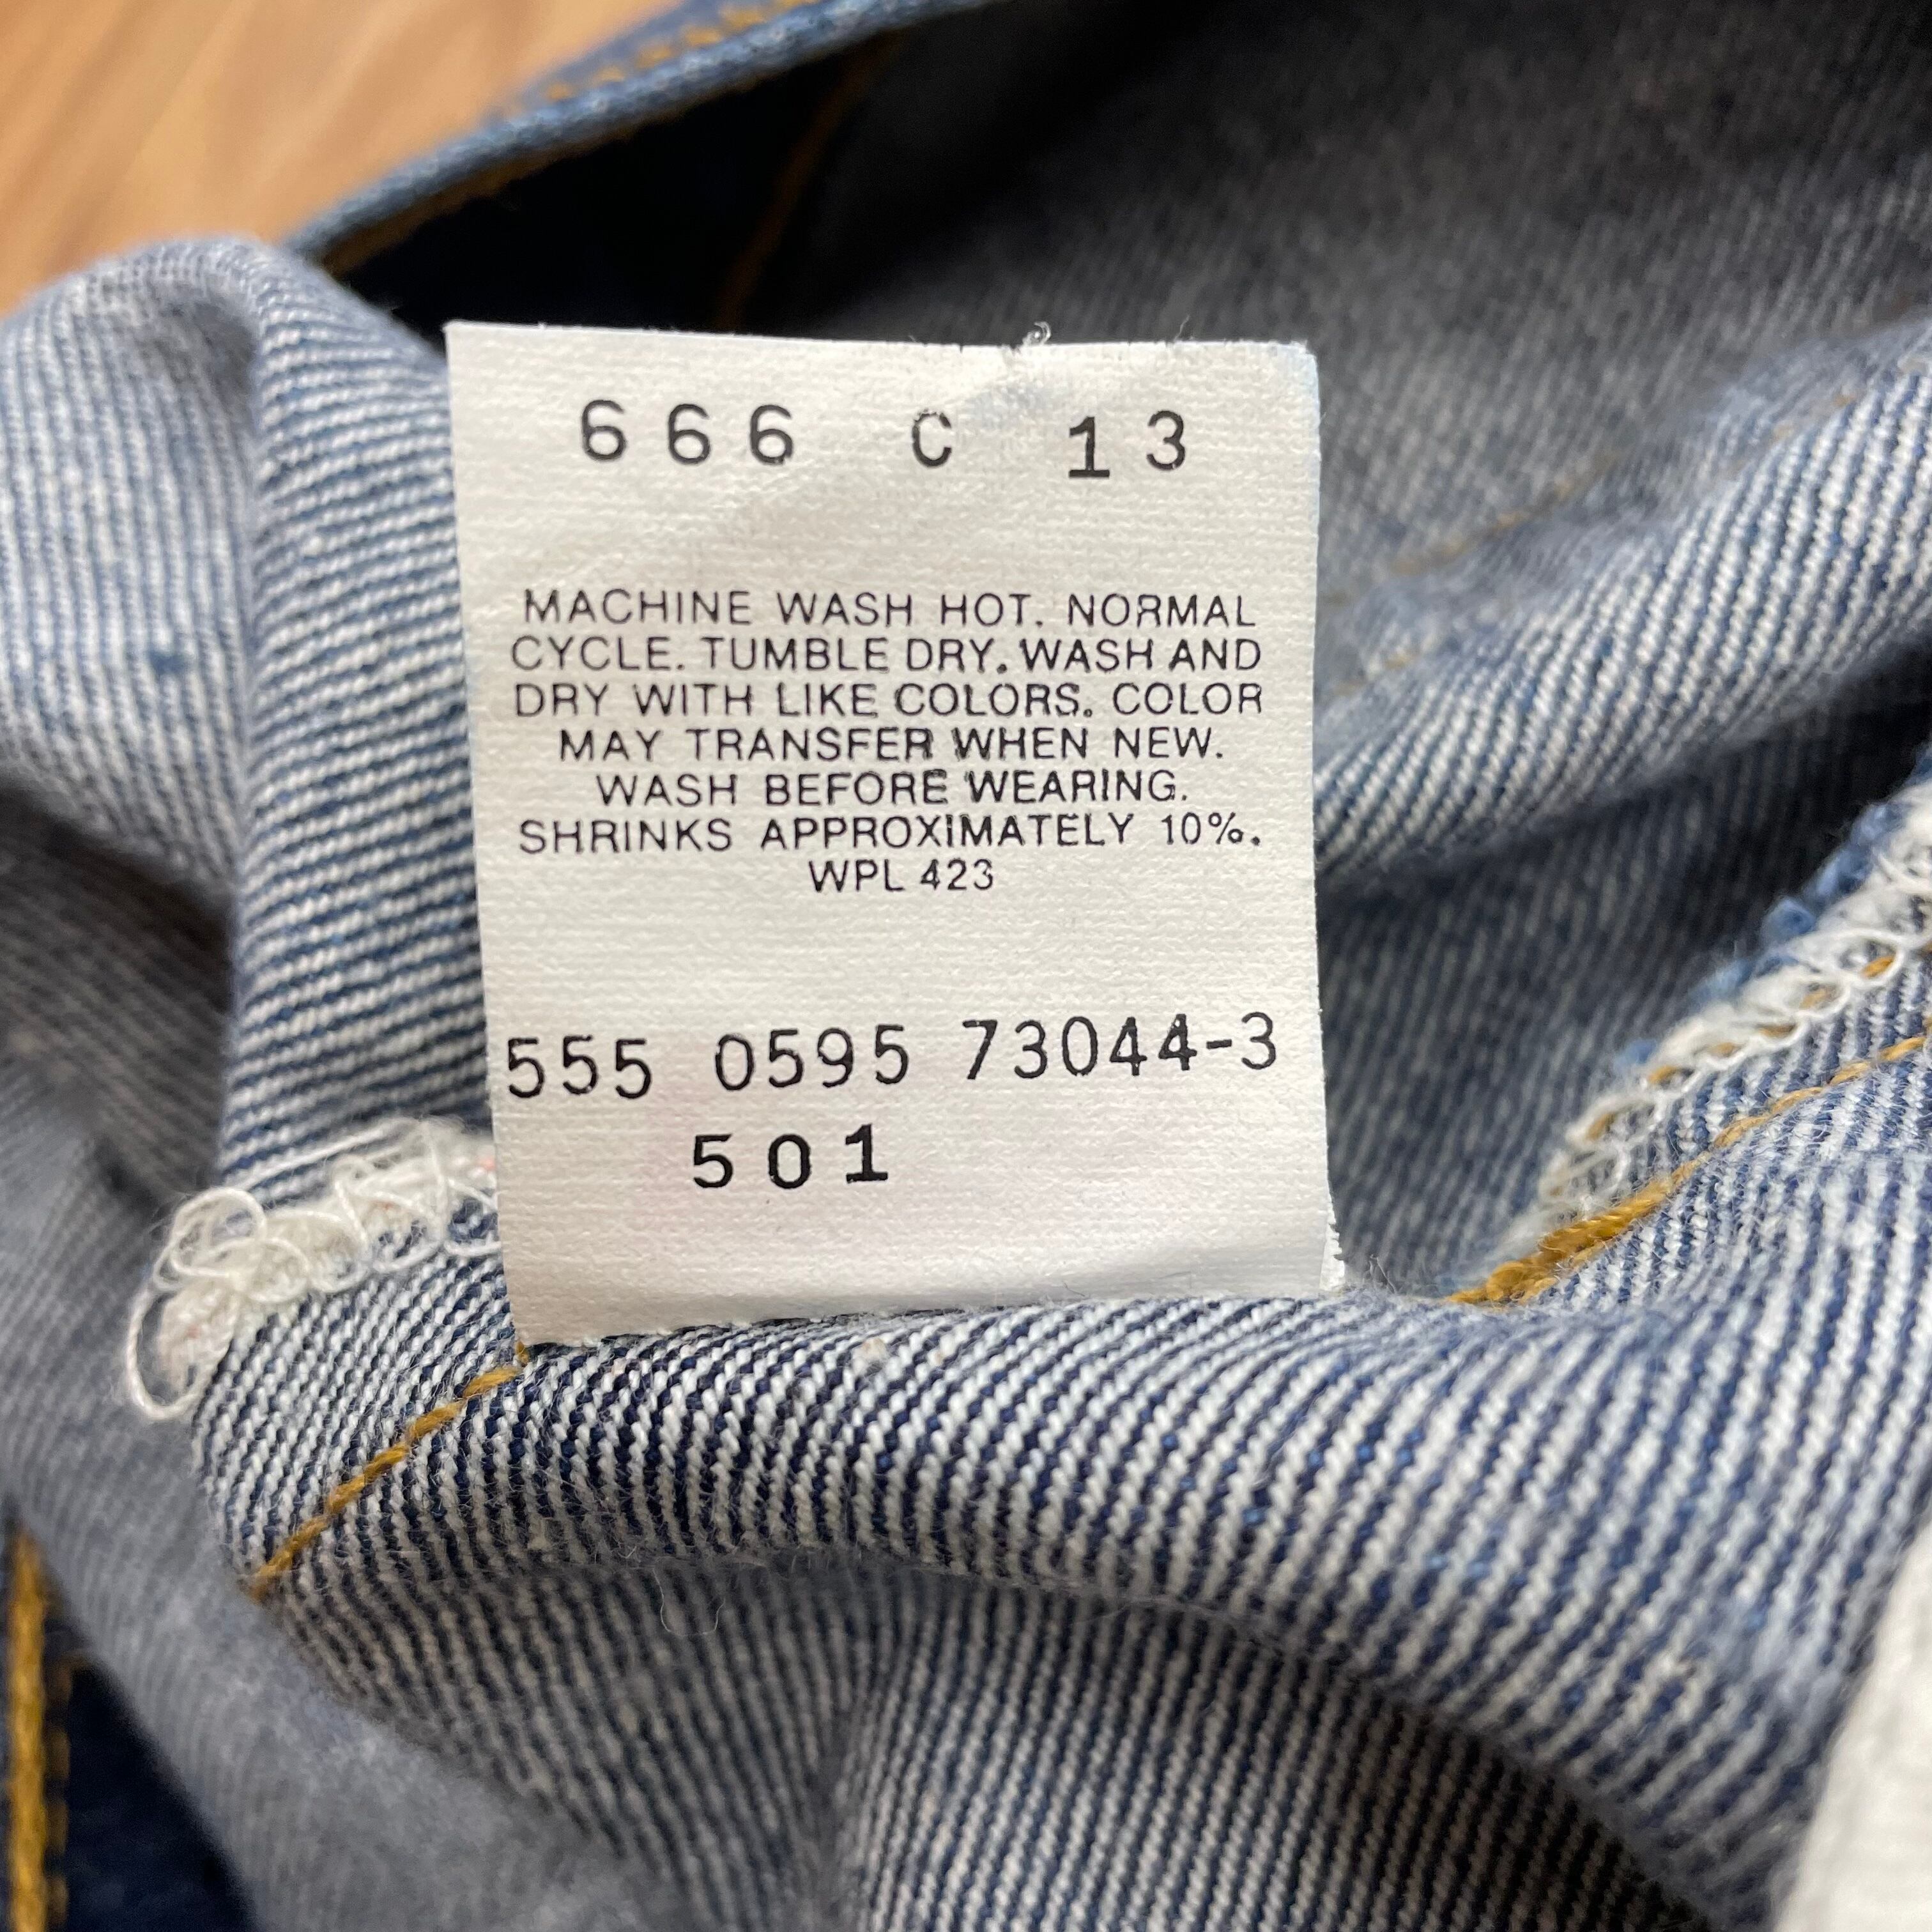 666 C 13
MACHINE WASH HOT. NORMAL
CYCLE. TUMBLE DRY. WASH AND
DRY WITH LIKE COLORS. COLOR
MAY TRANSFER WHEN NEW.
WASH BEFORE WEARING.
SHRINKS APPROXIMATELY 10%.
WPL 423
555 0595 73044-3
501